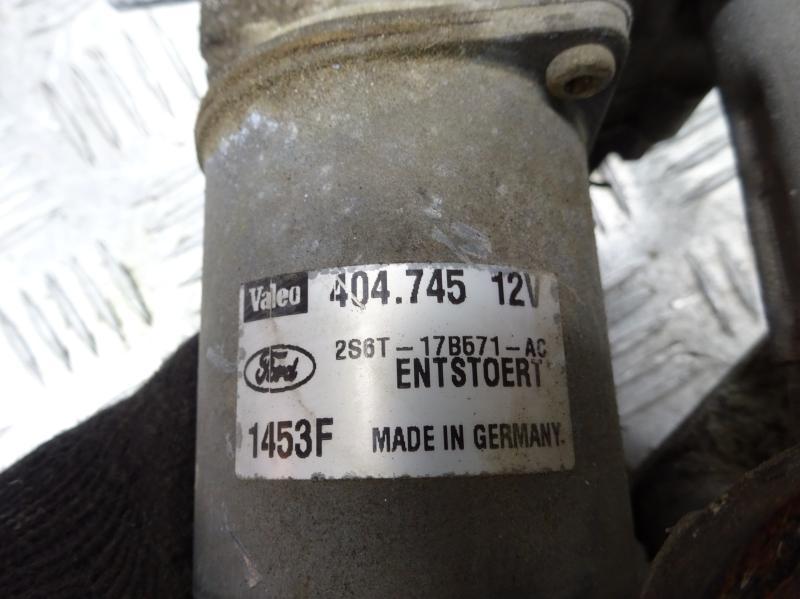 Valeo 404.745 12V
2S6T-17B571-AC
Ford ENTSTOERT
1453F MADE IN GERMANY